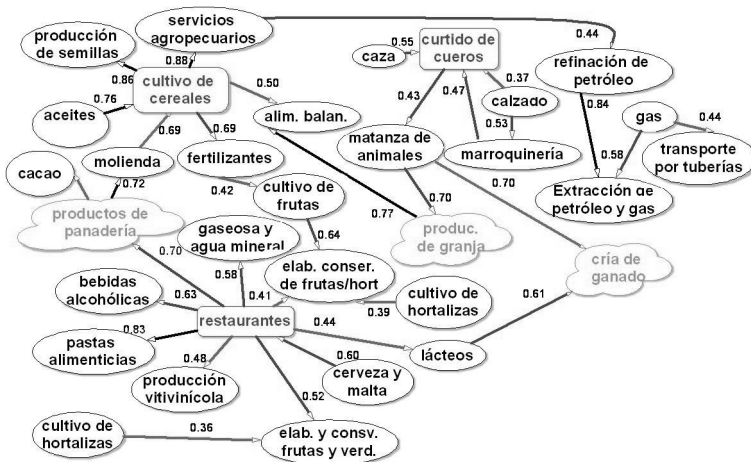 servicios
agropecuarios
producción
de semillas
0.44
0.55
caza
curtido de
cueros
refinación de
petróleo
0.86
0.88
cultivo de
cereales
0.50
0.37
calzado
0.43
0.47
0.84
gas
0.44
aceites
0.76
alim. balan.
0.53
transporte
por tuberías
0.69
0.69
matanza de
animales
marroquinería
molienda
fertilizantes
0.58
cacao
0.72
0.42
cultivo de
frutas
0.70
0.70
Extracción de
petróleo y gas
productos de
panadería
gaseosa y
agua mineral
0.77
produc.
de granja
0.64
cría de
ganado
0.70
0.58
elab. conser.
de frutas/hort
bebidas
alcohólicas
0.63
0.41
0.39
cultivo de
hortalizas
0.61
restaurantes
0.44
pastas
alimenticias
0.83
lácteos
0.48
0.60
producción
vitivinícola
cerveza y
malta
0.52
cultivo de
hortalizas
0.36
elab. y consv.
frutas y verd.